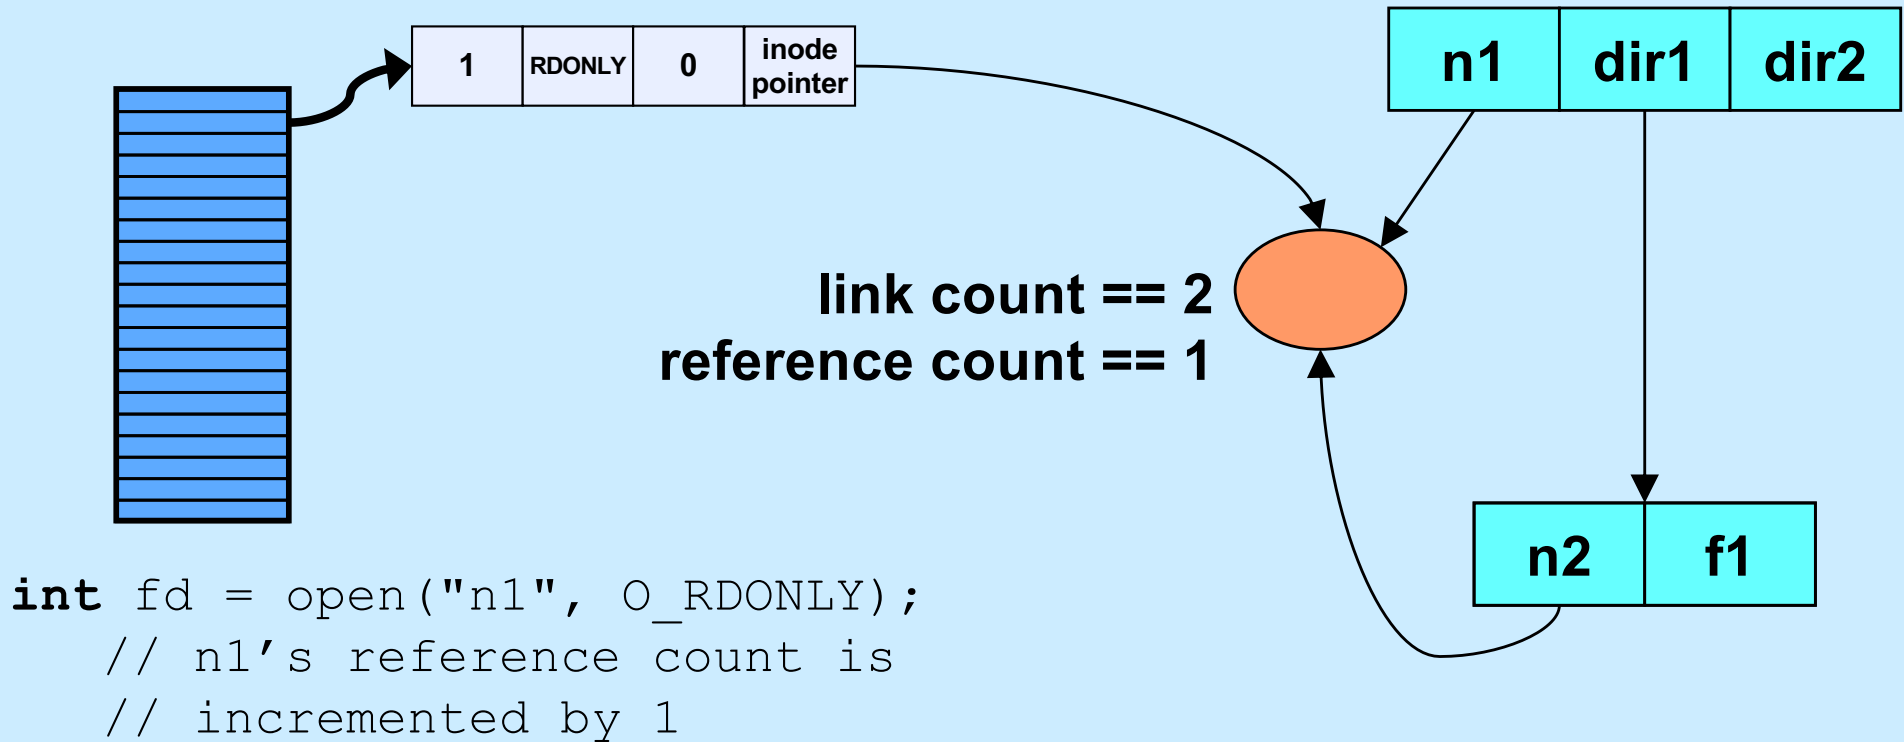 1 RDONLY 0 inode pointer
n1 dir1 dir2
link count == 2
reference count == 1
n2 f1
int fd = open("n1", O_RDONLY);
// n1’s reference count is
// incremented by 1